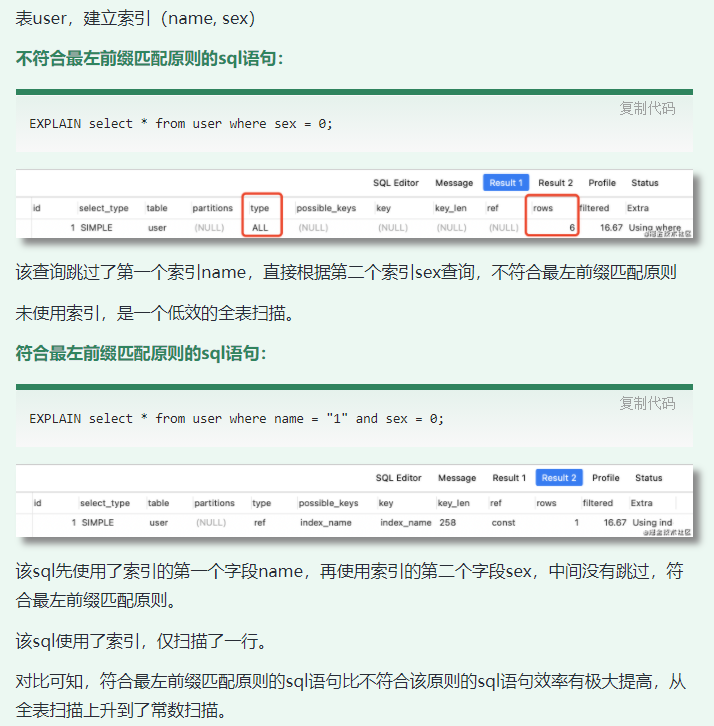 表user，建立索引（name, sex）
不符合最左前缀匹配原则的sql语句：
复制代码
EXPLAIN select * from user where sex = 0;
SQL Editor Message Result 1 Result 2 Profile Status
id select_type table partitions type possible_keys key key_len ref rows filtered Extra
1 SIMPLE user (NULL) ALL (NULL) (NULL) (NULL) (NULL) 6 16.67 Using where
@掘金技术社区
该查询跳过了第一个索引name，直接根据第二个索引sex查询，不符合最左前缀匹配原则
未使用索引，是一个低效的全表扫描。
符合最左前缀匹配原则的sql语句：
复制代码
EXPLAIN select * from user where name = "1" and sex = 0;
SQL Editor Message Result 1 Result 2 Profile Status
id select_type table partitions type possible_keys key key_len ref rows filtered Extra
1 SIMPLE user (NULL) ref index_name index_name 258 const 1 16.67 Using ind
@掘金技术社区
该sql先使用了索引的第一个字段name，再使用索引的第二个字段sex，中间没有跳过，符
合最左前缀匹配原则。
该sql使用了索引，仅扫描了一行。
对比可知，符合最左前缀匹配原则的sql语句比不符合该原则的sql语句效率有极大提高，从
全表扫描上升到了常数扫描。